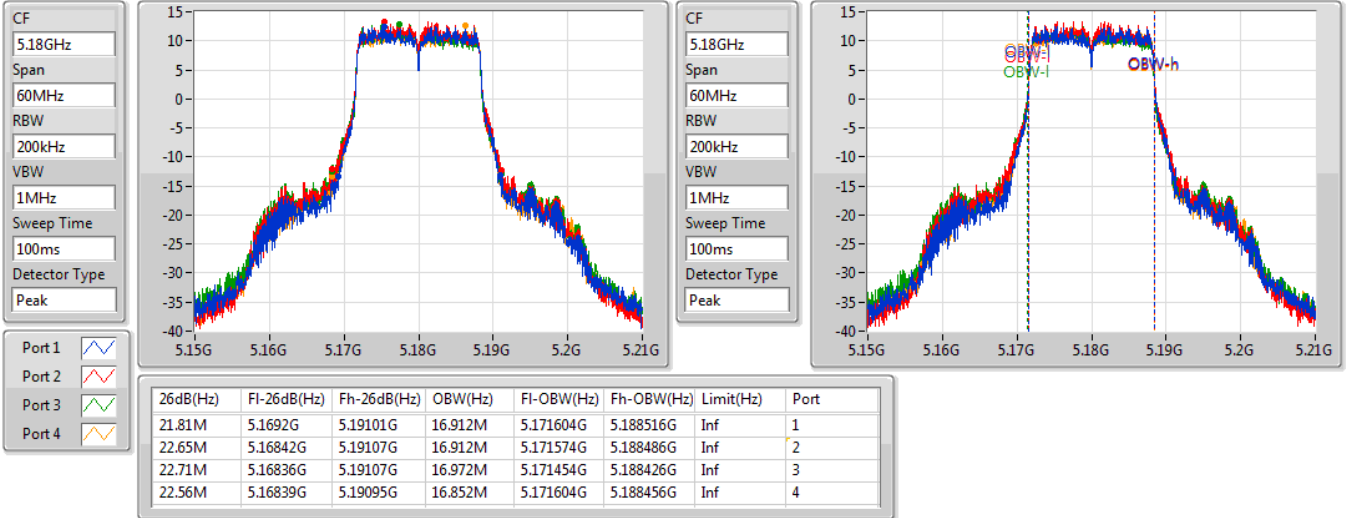 CF
5.18GHz
Span
60MHz
RBW
200kHz
VBW
1MHz
Sweep Time
100ms
Detector Type
Peak
15
10
5
0
-5
-10
-15
-20
-25
-30
-35
-40
5.15G 5.16G 5.17G 5.18G 5.19G 5.2G 5.21G
CF
5.18GHz
Span
60MHz
RBW
200kHz
VBW
1MHz
Sweep Time
100ms
Detector Type
Peak
15
10
5
0
-5
-10
-15
-20
-25
-30
-35
-40
OBW-l
OBW-h
5.15G 5.16G 5.17G 5.18G 5.19G 5.2G 5.21G
Port 1
Port 2
Port 3
Port 4
26dB(Hz) Fl-26dB(Hz) Fh-26dB(Hz) OBW(Hz) Fl-OBW(Hz) Fh-OBW(Hz) Limit(Hz) Port
21.81M 5.1692G 5.19101G 16.912M 5.171604G 5.188516G Inf 1
22.65M 5.16842G 5.19107G 16.912M 5.171574G 5.188486G Inf 2
22.71M 5.16836G 5.19107G 16.972M 5.171454G 5.188426G Inf 3
22.56M 5.16839G 5.19095G 16.852M 5.171604G 5.188456G Inf 4